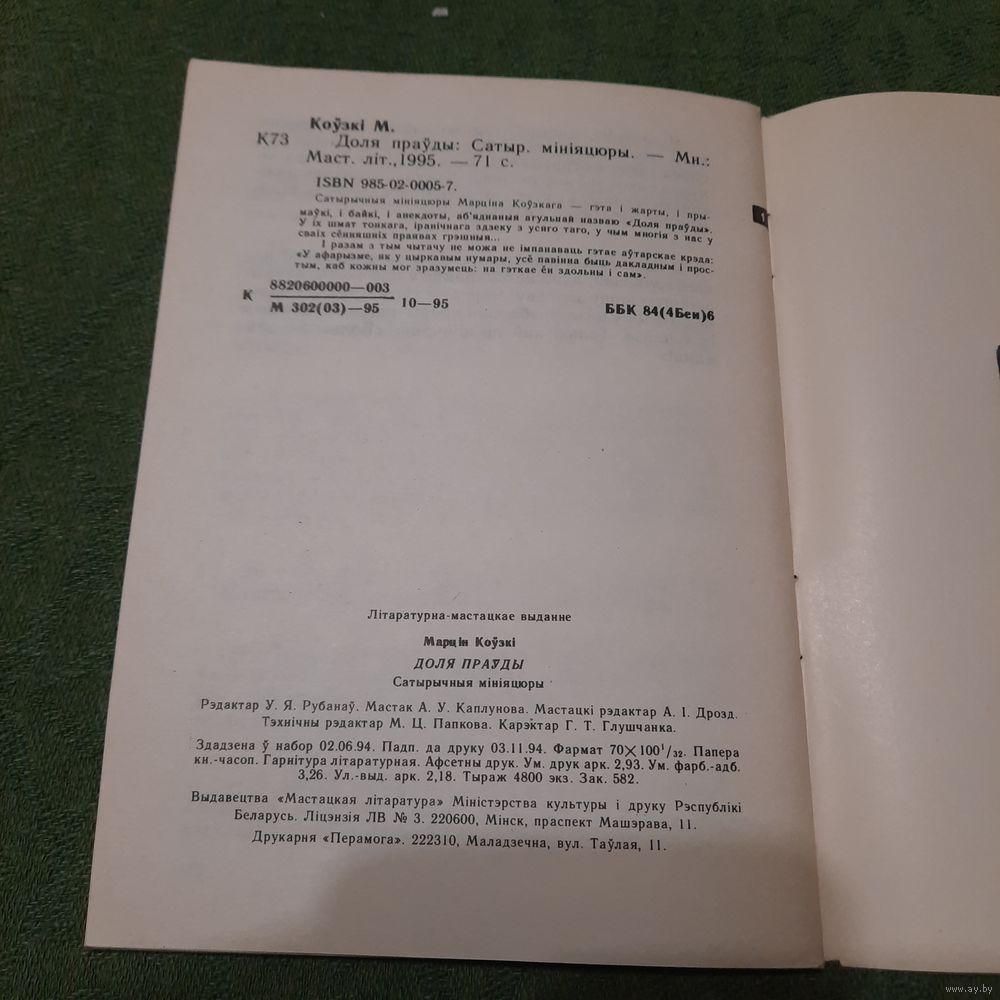 Коўзкі М.
К73 Доля праўды: Сатыр. мініяцюры. — Мн.:
Маст. літ., 1995. — 71 с.
ISBN 985-02-0005-7.
Сатырычныя мініяцюры Марціна Коўзкага — гэта і жарты, і пры-
маўкі, і байкі, і анекдоты, аб'яднаныя агульнай назваю «Доля праўды».
У іх шмат тонкага, іранічнага здзеку з усяго таго, у чым многія з нас у
сваіх сённяшніх праявах грэшныя...
І разам з тым чытачу не можа не імпанаваць гэтае аўтарскае крэда:
«У афарызме, як у цыркавым нумары, усё павінна быць дакладным і прос-
тым, каб кожны мог зразумець: на гэткае ён здольны і сам».
К 8820600000—003
М 302(03)—95 10—95 ББК 84(4Беи)6
1
Літаратурна-мастацкае выданне
Марцін Коўзкі
ДОЛЯ ПРАЎДЫ
Сатырычныя мініяцюры
Рэдактар У. Я. Рубанаў. Мастак А. У. Каплунова. Мастацкі рэдактар А. І. Дрозд.
Тэхнічны рэдактар М. Ц. Папкова. Карэктар Г. Т. Глушчанка.
Здадзена ў набор 02.06.94. Падп. да друку 03.11.94. Фармат 70×100¹/₃₂. Папера
кн.-часоп. Гарнітура літаратурная. Афсетны друк. Ум. друк арк. 2,93. Ум. фарб.-адб.
3,26. Ул.-выд. арк. 2,18. Тыраж 4800 экз. Зак. 582.
Выдавецтва «Мастацкая літаратура» Міністэрства культуры і друку Рэспублікі
Беларусь. Ліцэнзія ЛВ № 3. 220600, Мінск, праспект Машэрава, 11.
Друкарня «Перамога». 222310, Маладзечна, вул. Таўлая, 11.
www.ay.by